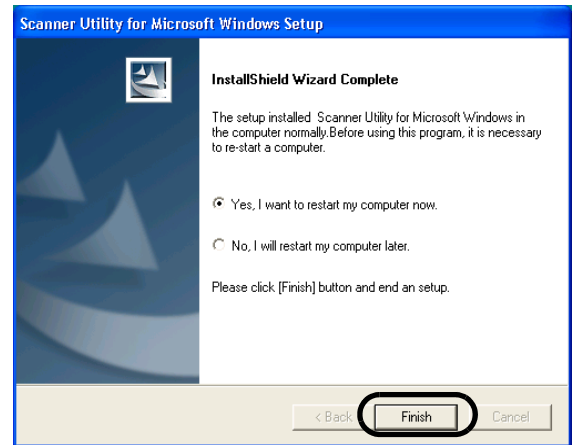 Scanner Utility for Microsoft Windows Setup
InstallShield Wizard Complete
The setup installed Scanner Utility for Microsoft Windows in
the computer normally.Before using this program, it is necessary
to re-start a computer.
Yes, I want to restart my computer now.
No, I will restart my computer later.
Please click [Finish] button and end an setup.
< Back
Finish
Cancel